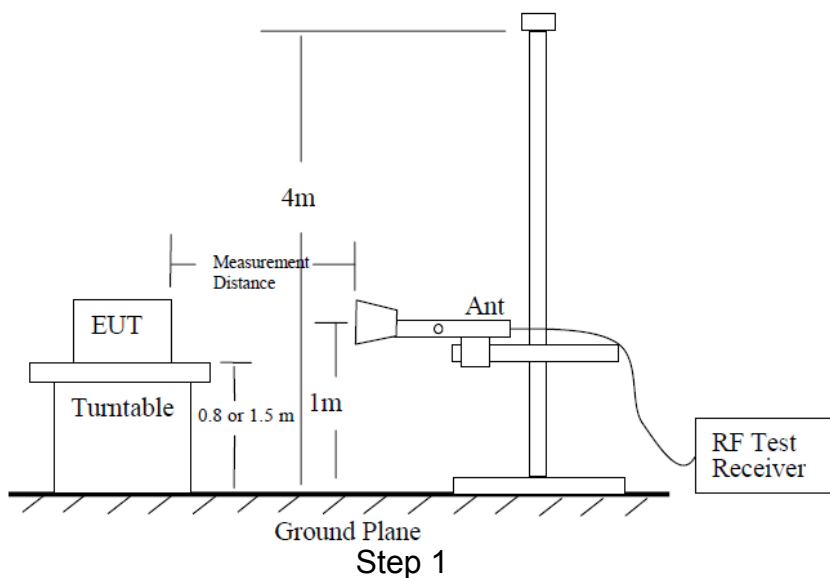 4m
Measurement
Distance
EUT
Ant
Turntable
0.8 or 1.5 m
1m
RF Test
Receiver
Ground Plane
Step 1